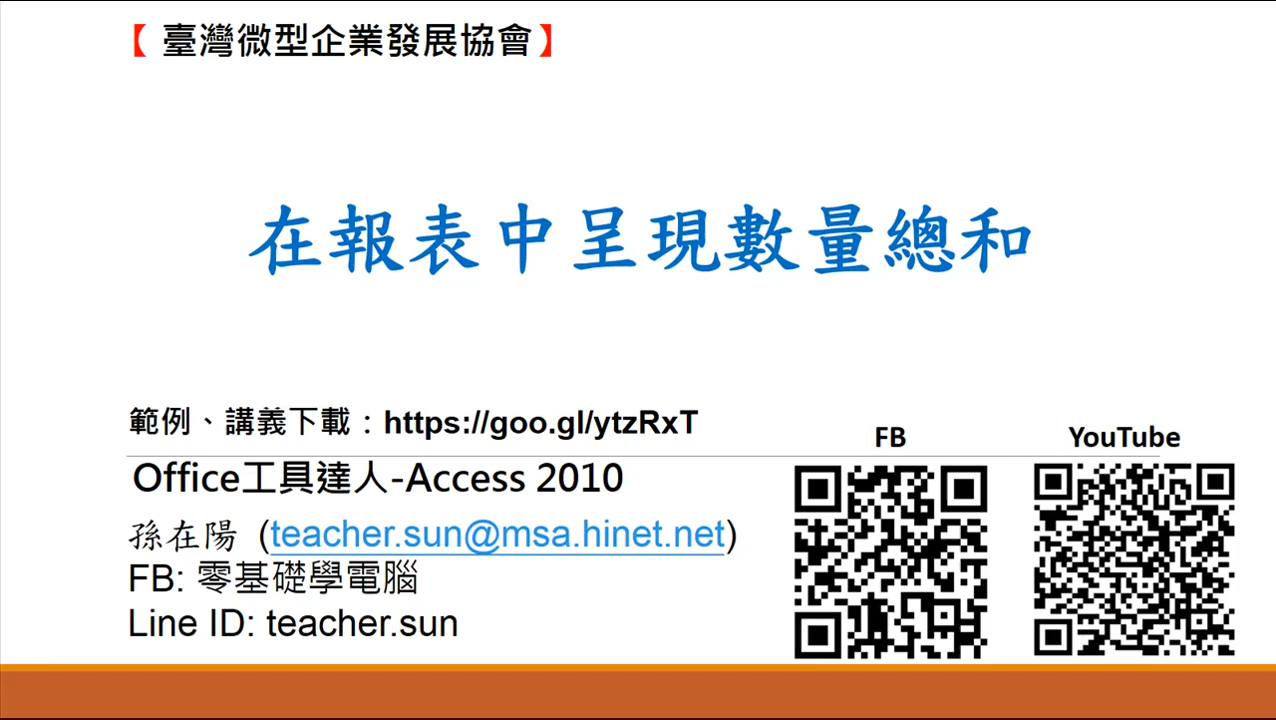 【 臺灣微型企業發展協會】
在報表中呈現數量總和
範例、講義下載：https://goo.gl/ytzRxT
FB
YouTube
Office工具達人-Access 2010
孫在陽 (teacher.sun@msa.hinet.net)
FB: 零基礎學電腦
Line ID: teacher.sun